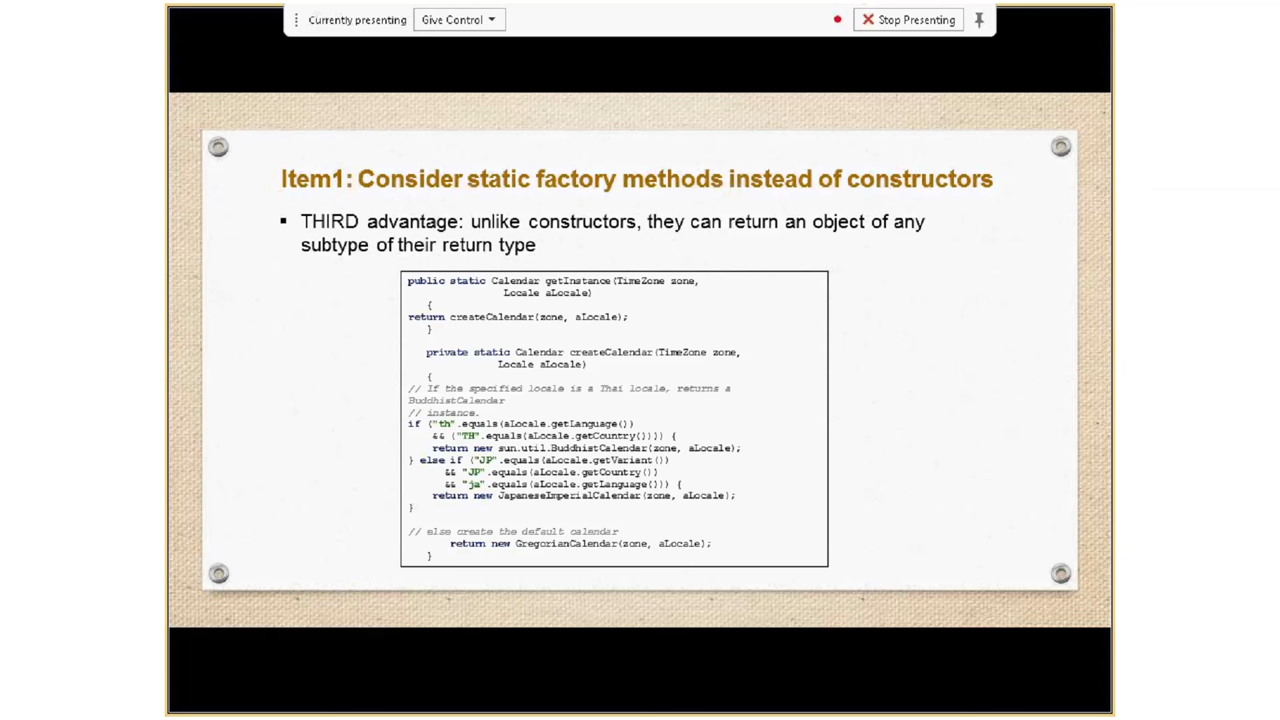 Currently presenting Give Control Stop Presenting
Item1: Consider static factory methods instead of constructors
▪ THIRD advantage: unlike constructors, they can return an object of any
subtype of their return type
public static Calendar getInstance(TimeZone zone,
Locale aLocale)
{
return createCalendar(zone, aLocale);
}
private static Calendar createCalendar(TimeZone zone,
Locale aLocale)
{
// If the specified locale is a Thai locale, returns a
BuddhistCalendar
// instance.
if ("th".equals(aLocale.getLanguage())
&& ("TH".equals(aLocale.getCountry()))) {
return new sun.util.BuddhistCalendar(zone, aLocale);
} else if ("JP".equals(aLocale.getVariant())
&& "JP".equals(aLocale.getCountry())
&& "ja".equals(aLocale.getLanguage())) {
return new JapaneseImperialCalendar(zone, aLocale);
}
// else create the default calendar
return new GregorianCalendar(zone, aLocale);
}